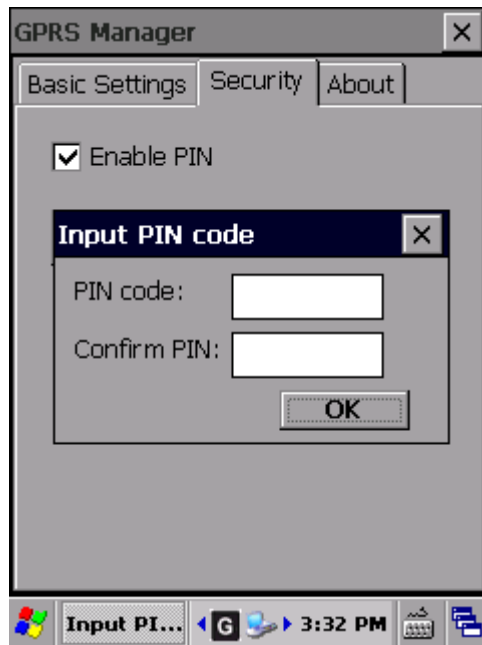 GPRS Manager
Basic Settings Security About
Enable PIN
Input PIN code
PIN code:
Confirm PIN:
OK
Input PI... G 3:32 PM